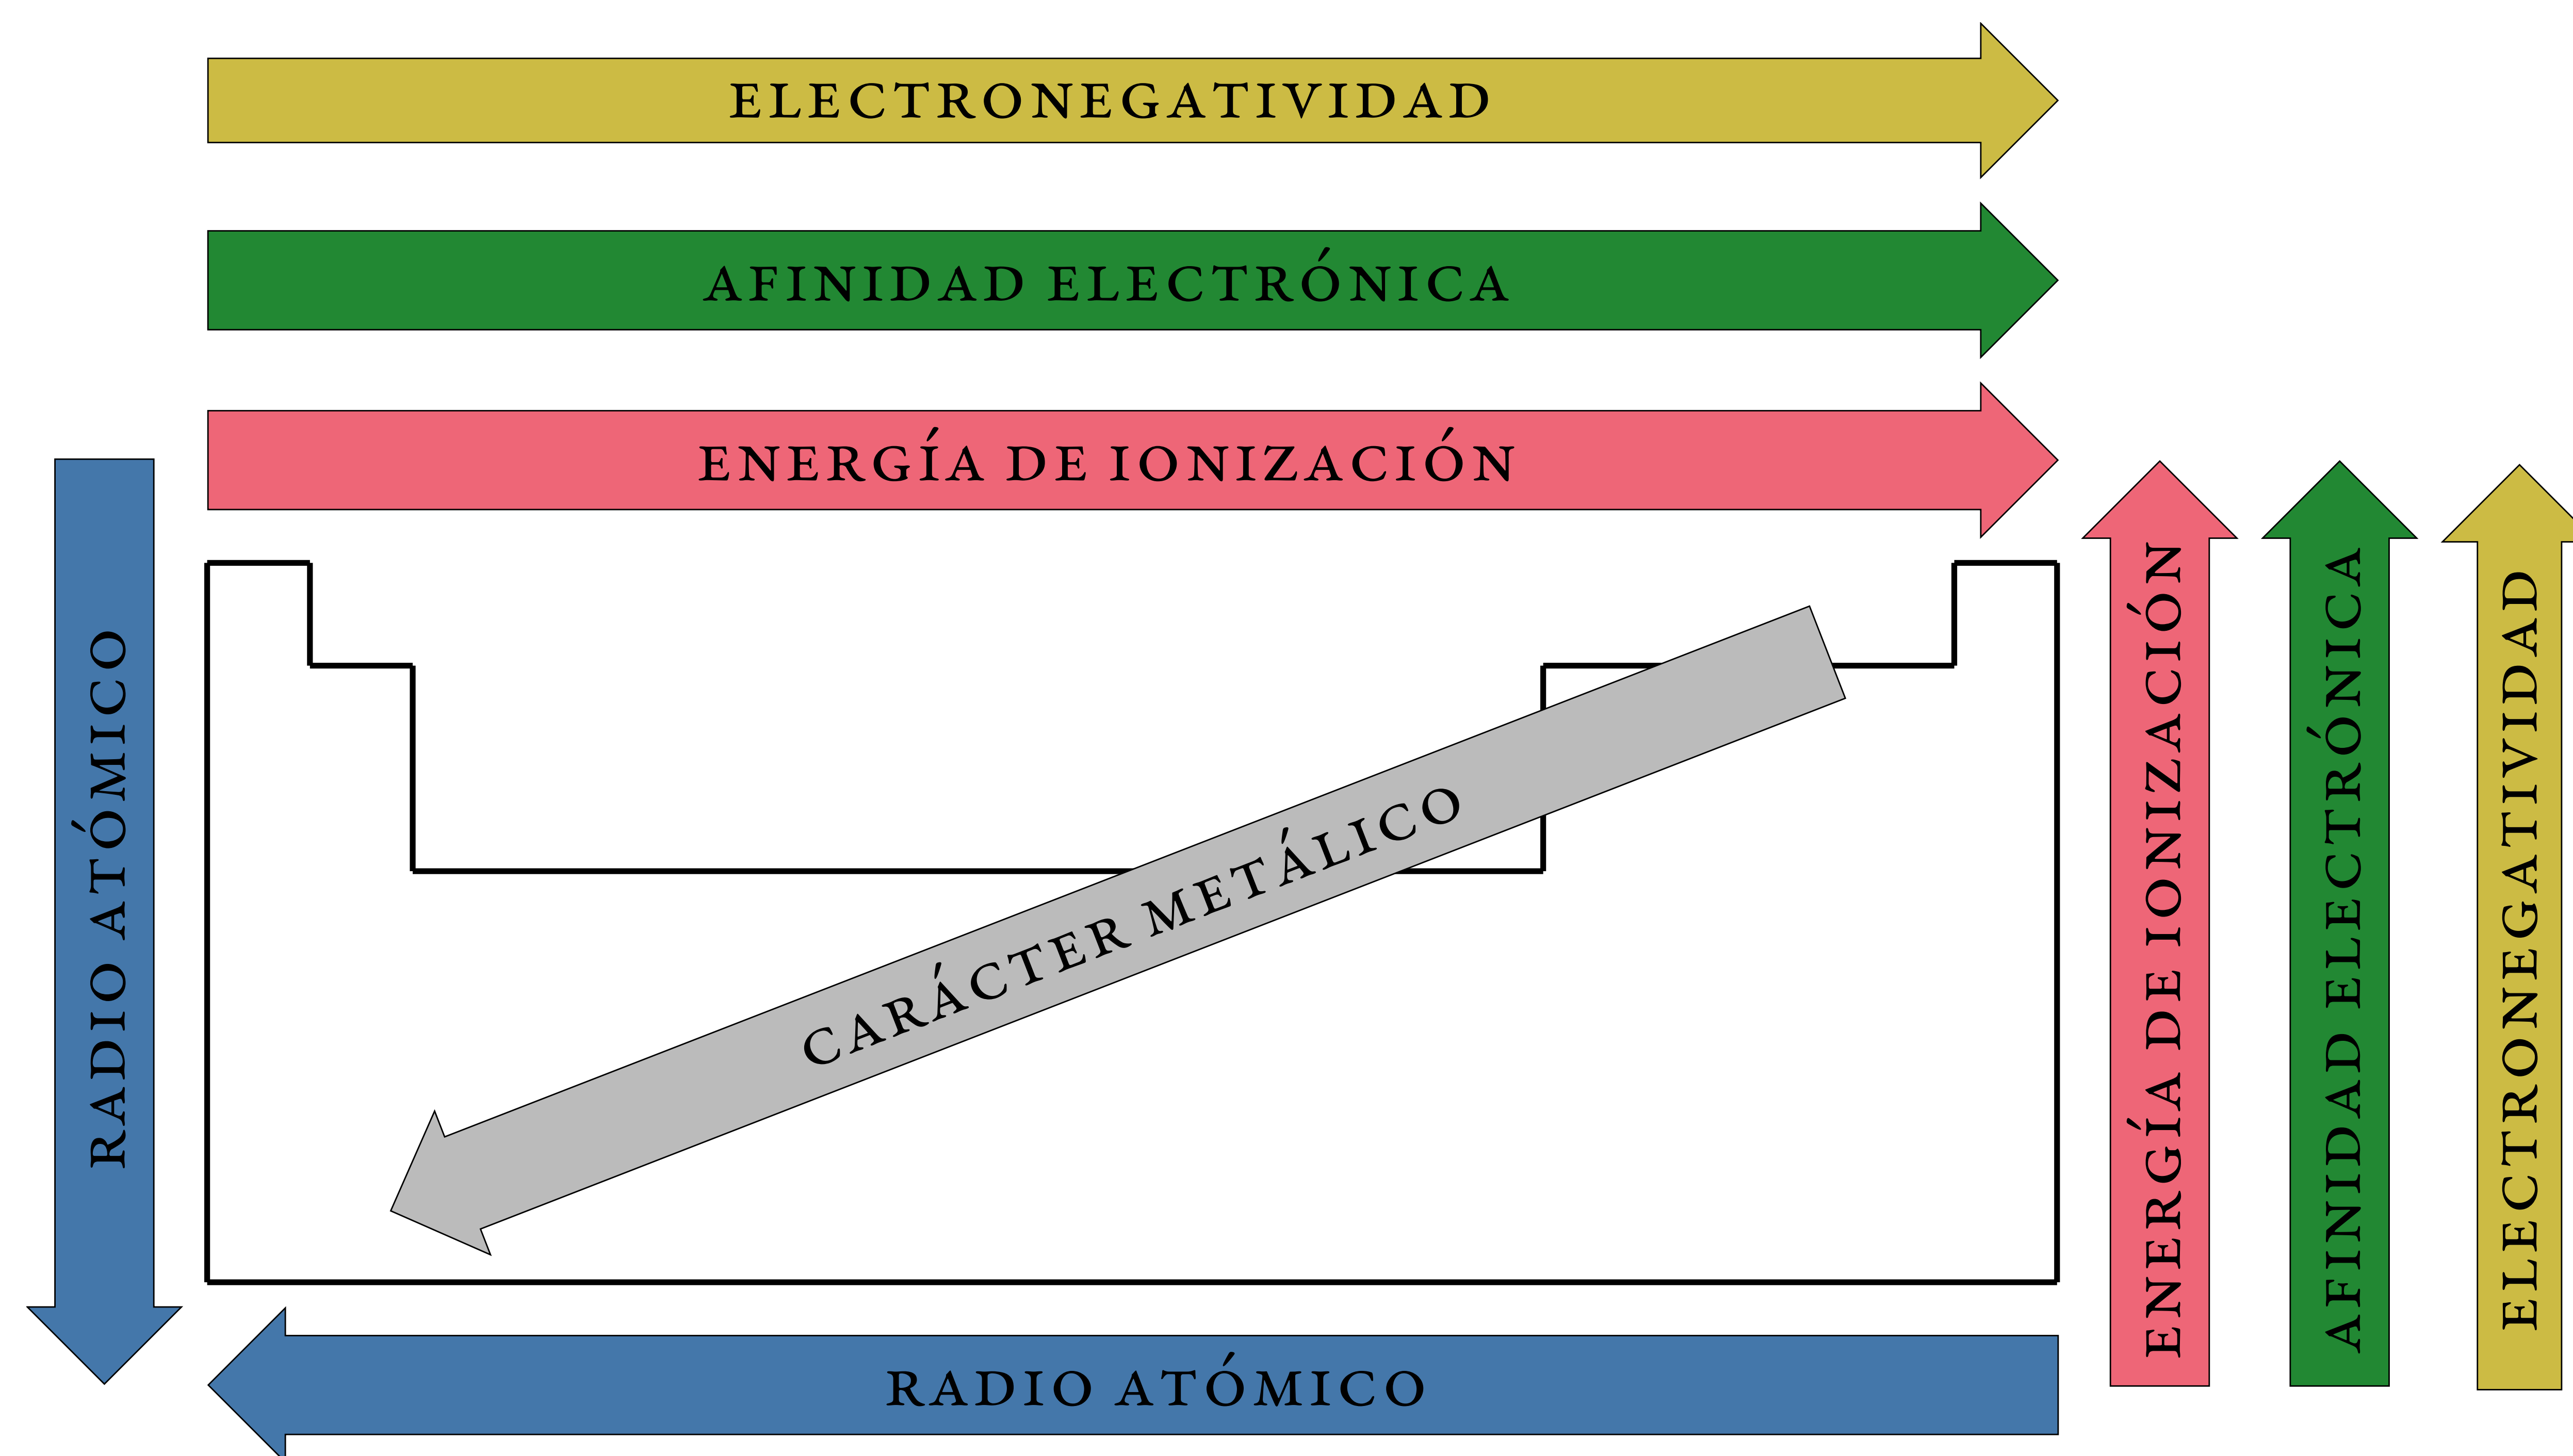 ELECTRONEGATIVIDAD
AFINIDAD ELECTRÓNICA
ENERGÍA DE IONIZACIÓN
RADIO ATÓMICO
CARÁCTER METÁLICO
ENERGÍA DE IONIZACIÓN
AFINIDAD ELECTRÓNICA
ELECTRONEGATIVIDAD
RADIO ATÓMICO